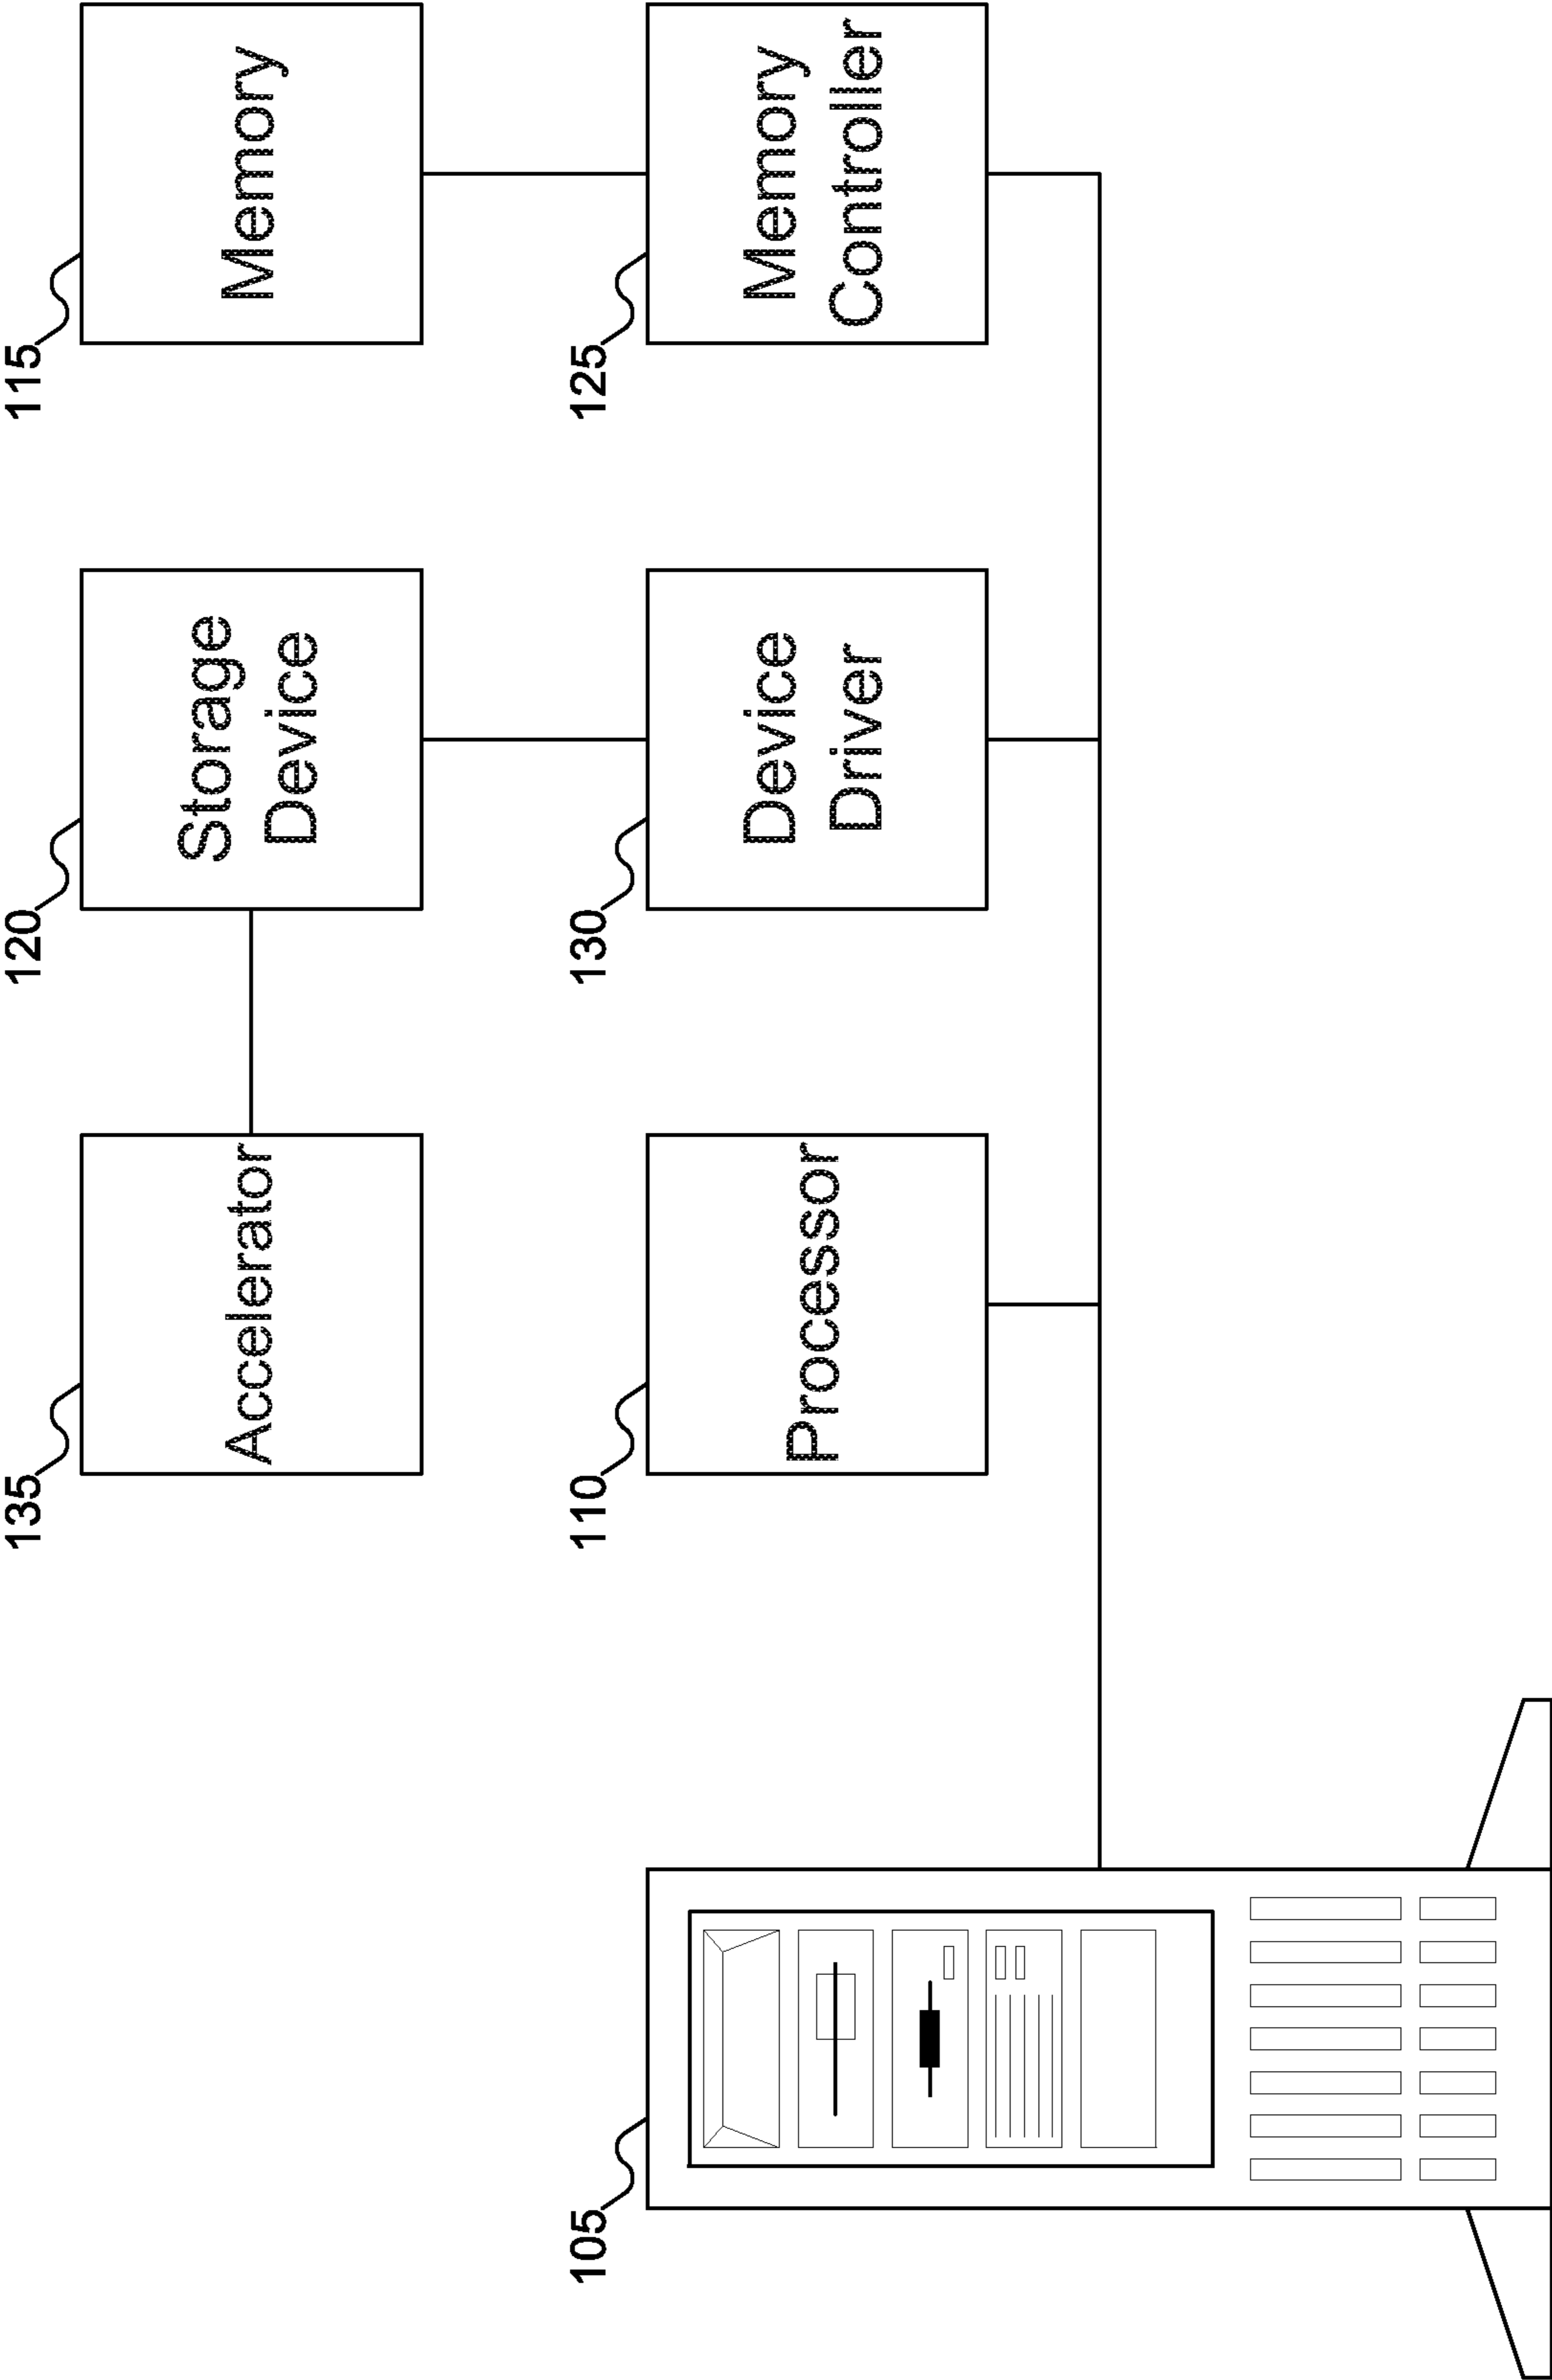 135
Accelerator
120
Storage
Device
115
Memory
105
110
Processor
130
Device
Driver
125
Memory
Controller